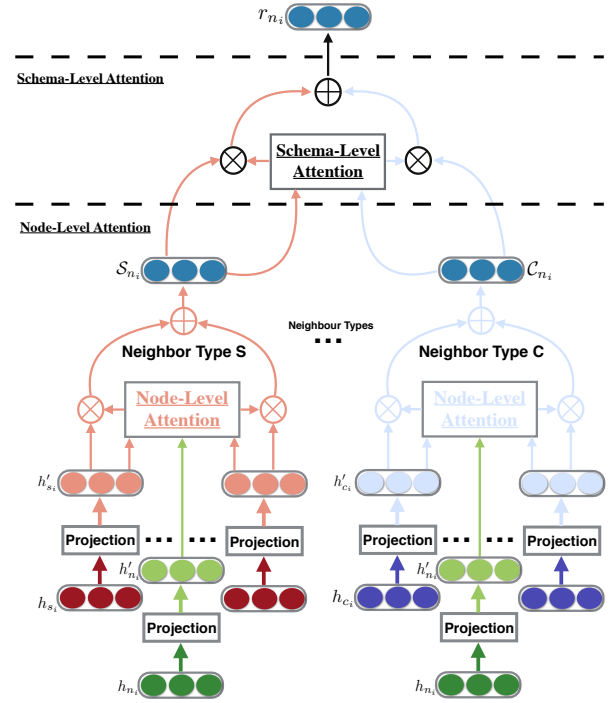 r_{n_i}
Schema-Level Attention
Schema-Level
Attention
Node-Level Attention
\mathcal{S}_{n_i}
\mathcal{C}_{n_i}
Neighbour Types
...
Neighbor Type S
Neighbor Type C
Node-Level
Attention
Node-Level
Attention
h'_{s_i}
h'_{c_i}
Projection ... ... Projection
Projection ... ... Projection
h'_{n_i}
h'_{n_i}
h_{s_i}
h_{c_i}
Projection
Projection
h_{n_i}
h_{n_i}